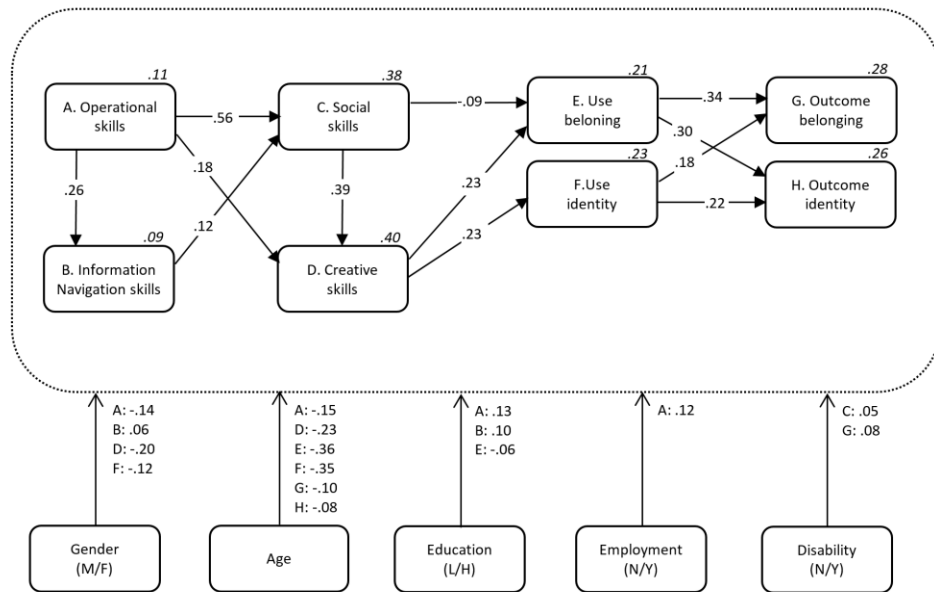 .11
A. Operational
skills
.38
C. Social
skills
.21
E. Use
beloning
.28
G. Outcome
belonging
.56
-.09
.34
.30
.18
.26
.18
.39
.12
.23
.23
.23
F.Use
identity
.22
.26
H. Outcome
identity
.09
B. Information
Navigation skills
.40
D. Creative
skills
A: -.14
B: .06
D: -.20
F: -.12
A: -.15
D: -.23
E: -.36
F: -.35
G: -.10
H: -.08
A: .13
B: .10
E: -.06
A: .12
C: .05
G: .08
Gender
(M/F)
Age
Education
(L/H)
Employment
(N/Y)
Disability
(N/Y)